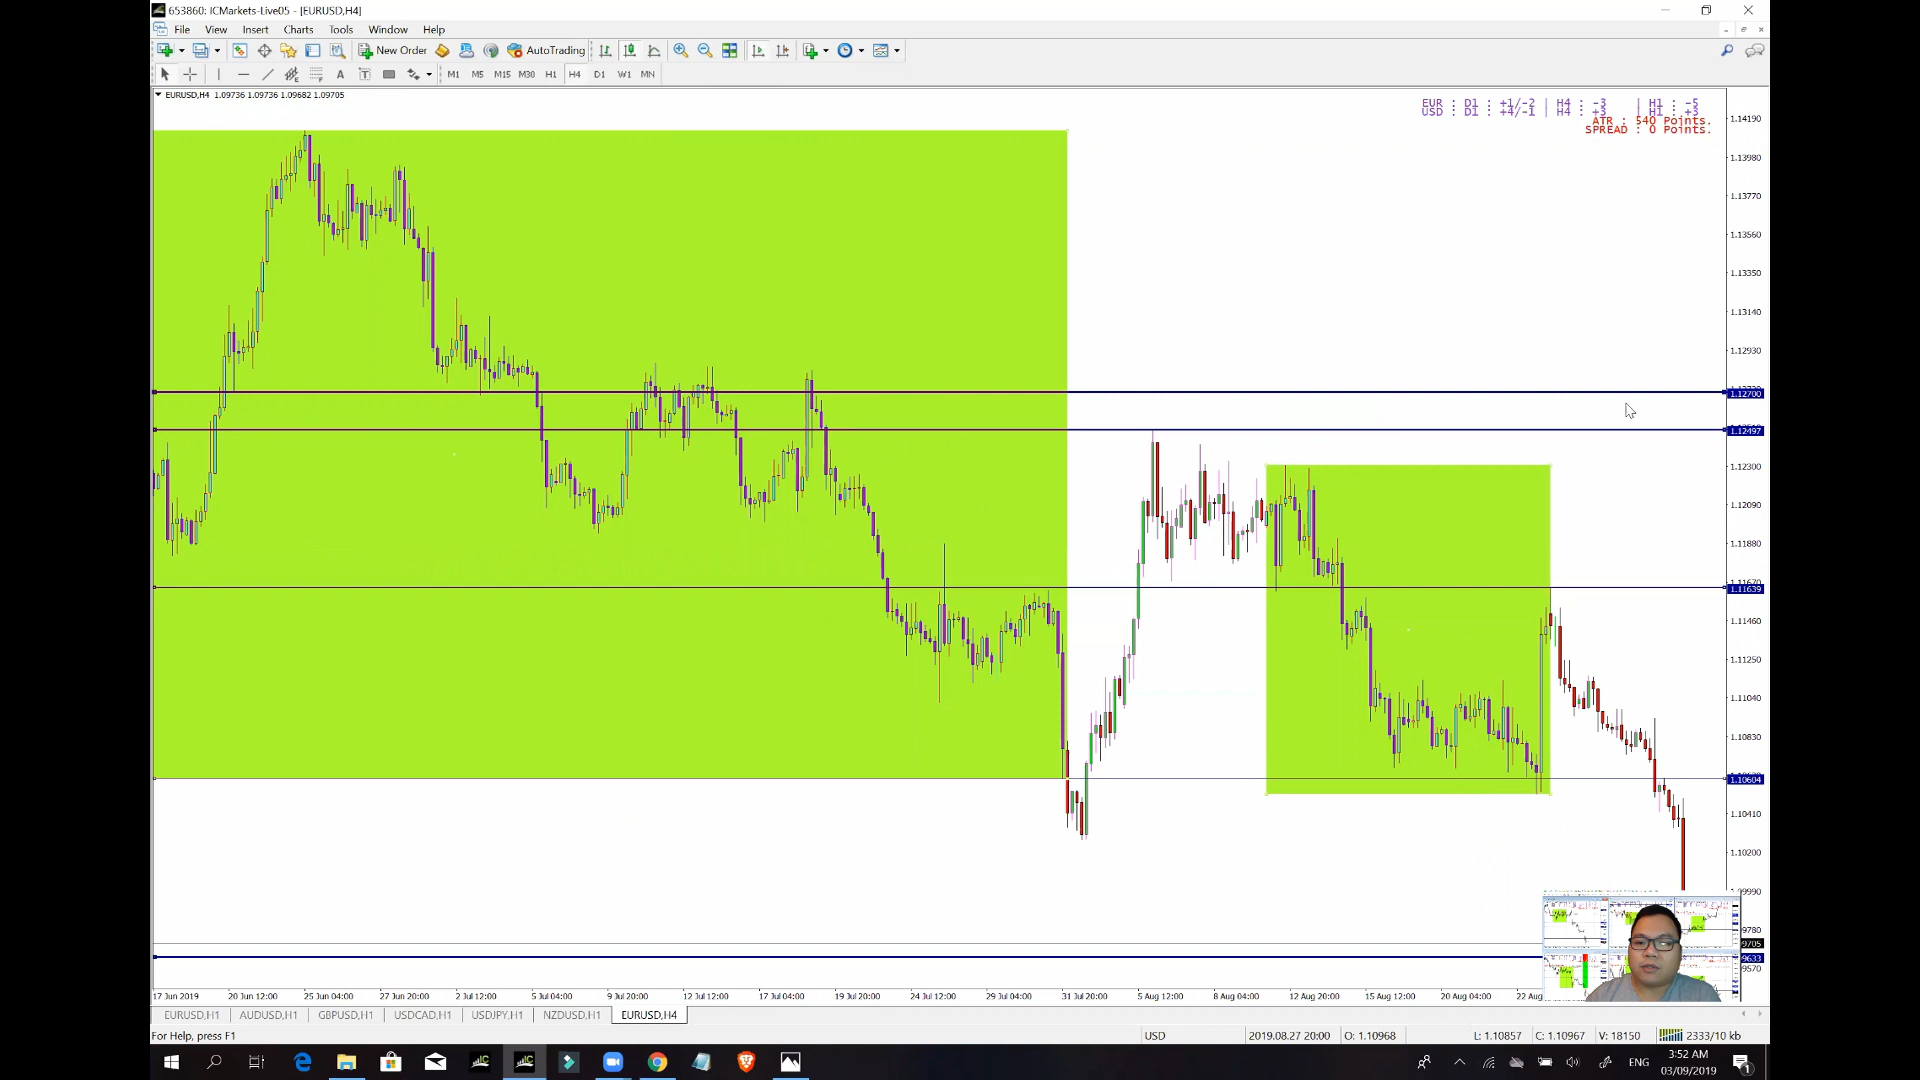 653860: ICMarkets-Live05 - [EURUSD,H4]
File Insert Charts Tools Window Help
New Order AutoTrading
M1 M5 M15 M30 H1 H4 D1 W1 MN
EURUSD,H4 1.09736 1.09736 1.09682 1.09705
EUR : D1 : +1/-2 | H4 : -3 | H1 : -5
USD : D1 : +4/-1 | H4 : +3 | H1 : +3
ATR : 540 Points.
SPREAD : 0 Points.
1.14190
1.13980
1.13770
1.13560
1.13350
1.13140
1.12930
1.12700
1.12497
1.12300
1.12090
1.11880
1.11639
1.11460
1.11250
1.11040
1.10830
1.10604
1.10410
1.10200
9780
9705
9633
9570
17 Jun 2019 20 Jun 12:00 25 Jun 04:00 27 Jun 20:00 2 Jul 12:00 5 Jul 04:00 9 Jul 20:00 12 Jul 12:00 17 Jul 04:00 19 Jul 20:00 24 Jul 12:00 29 Jul 04:00 31 Jul 20:00 5 Aug 12:00 8 Aug 04:00 12 Aug 20:00 15 Aug 12:00 20 Aug 04:00 22 Aug
EURUSD,H1 AUDUSD,H1 GBPUSD,H1 USDCAD,H1 USDJPY,H1 NZDUSD,H1 EURUSD,H4
For Help, press F1 USD 2019.08.27 20:00 O: 1.10968 L: 1.10857 C: 1.10967 V: 18150 2333/10 kb
ENG 3:52 AM
03/09/2019